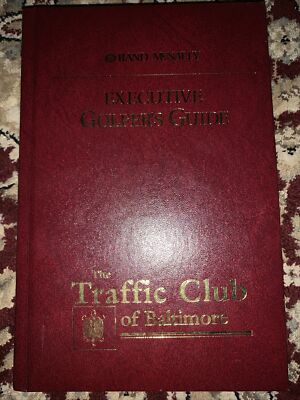 RAND McNALLY
EXECUTIVE
GOLFER'S GUIDE
The
Traffic Club
of Baltimore